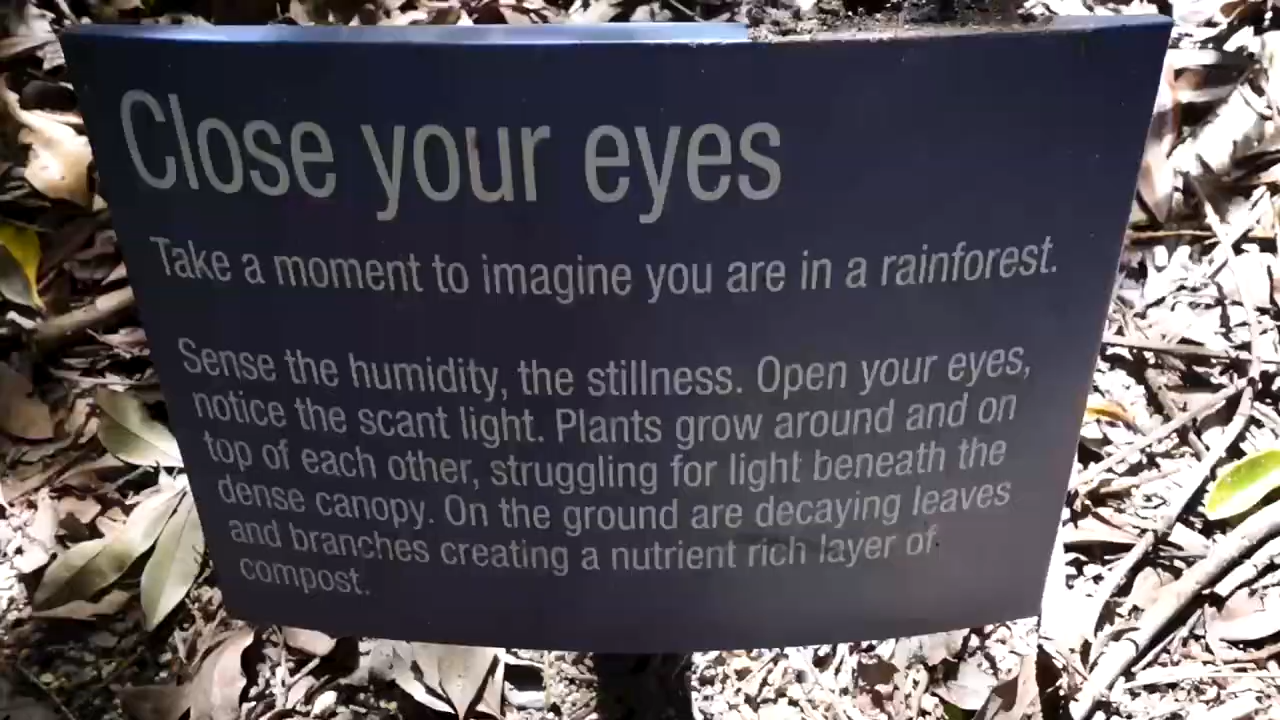 Close your eyes
Take a moment to imagine you are in a rainforest.
Sense the humidity, the stillness. Open your eyes,
notice the scant light. Plants grow around and on
top of each other, struggling for light beneath the
dense canopy. On the ground are decaying leaves
and branches creating a nutrient rich layer of
compost.